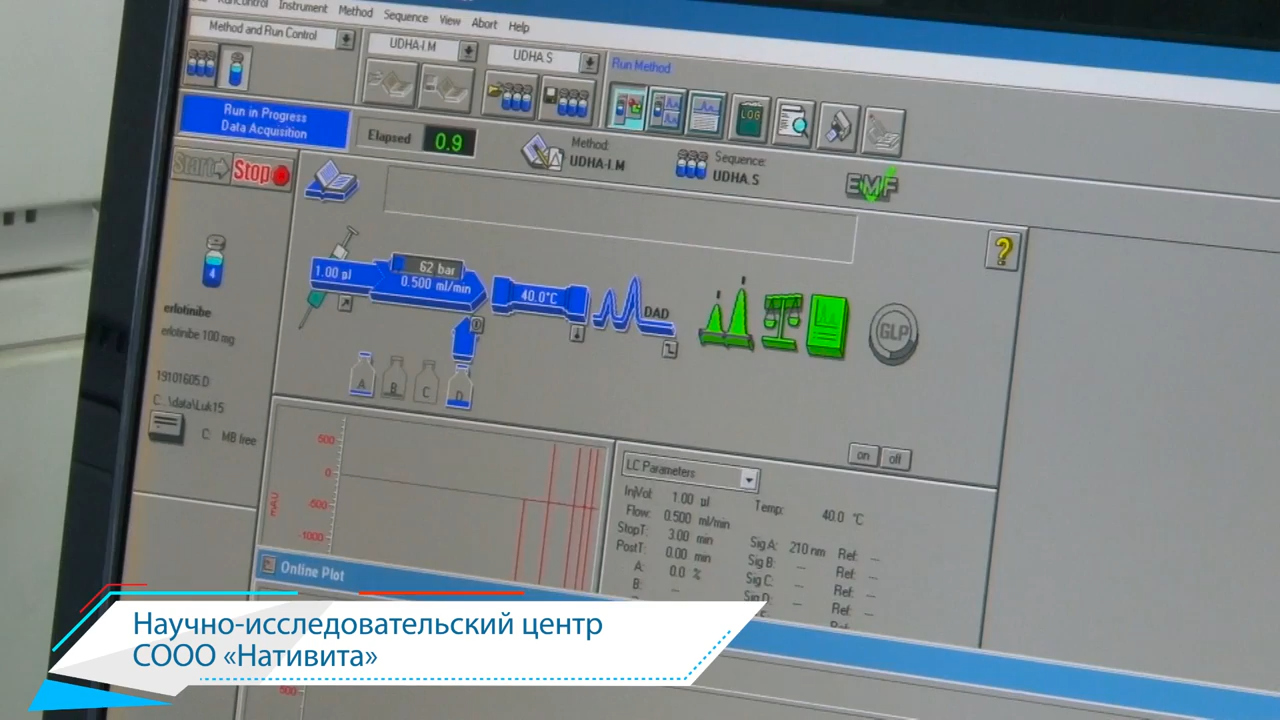 RunControl Instrument Method Sequence View Abort Help
Method and Run Control
UDHA-I.M
UDHA.S
Run Method
LOG
Run in Progress
Data Acquisition
Elapsed 0.9
Method:
UDHA-I.M
Sequence:
UDHA.S
EMF
Start
Stop
?
4
erlotinibe
erlotinibe 100 mg
19101605.D
C:\data\Luk15
C: MB free
1.00 µl
62 bar
0.500 ml/min
40.0°C
DAD
GLP
A B C D
on off
500
0
-500
-1000
mAU
LC Parameters
InjVol: 1.00 µl
Flow: 0.500 ml/min
StopT: 3.00 min
PostT: 0.00 min
A: 0.0 %
B: --
Temp: 40.0 °C
Sig A: 210 nm Ref: --
Sig B: -- Ref: --
Sig C: -- Ref: --
Sig D: -- Ref: --
Online Plot
Научно-исследовательский центр
СООО «Нативита»
500